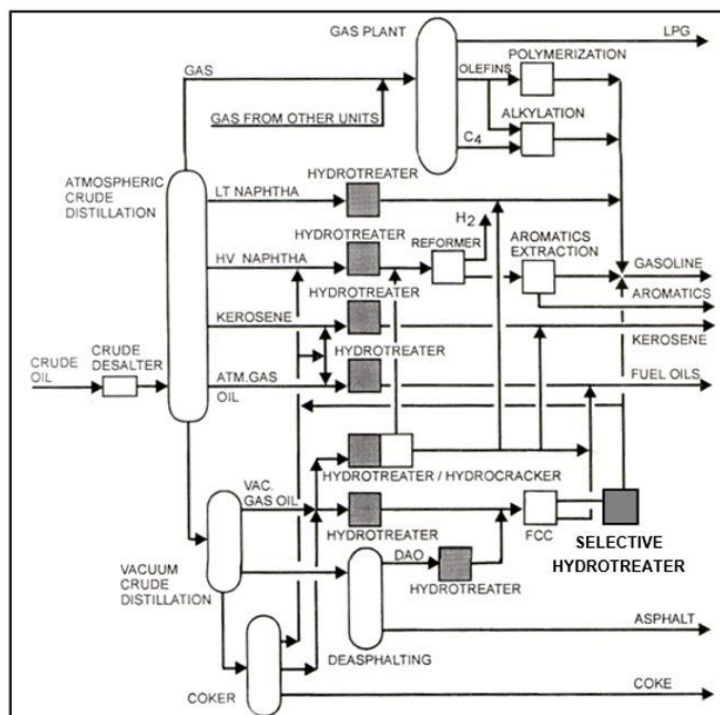 GAS PLANT
LPG
GAS
OLEFINS
POLYMERIZATION
GAS FROM OTHER UNITS
ALKYLATION
C4
ATMOSPHERIC
CRUDE
DISTILLATION
HYDROTREATER
LT NAPHTHA
H2
HYDROTREATER
REFORMER
AROMATICS
EXTRACTION
HV NAPHTHA
GASOLINE
HYDROTREATER
AROMATICS
KEROSENE
KEROSENE
CRUDE
OIL
CRUDE
DESALTER
HYDROTREATER
ATM.GAS
OIL
FUEL OILS
HYDROTREATER / HYDROCRACKER
VAC.
GAS OIL
HYDROTREATER
FCC
SELECTIVE
HYDROTREATER
VACUUM
CRUDE
DISTILLATION
DAO
HYDROTREATER
ASPHALT
DEASPHALTING
COKER
COKE